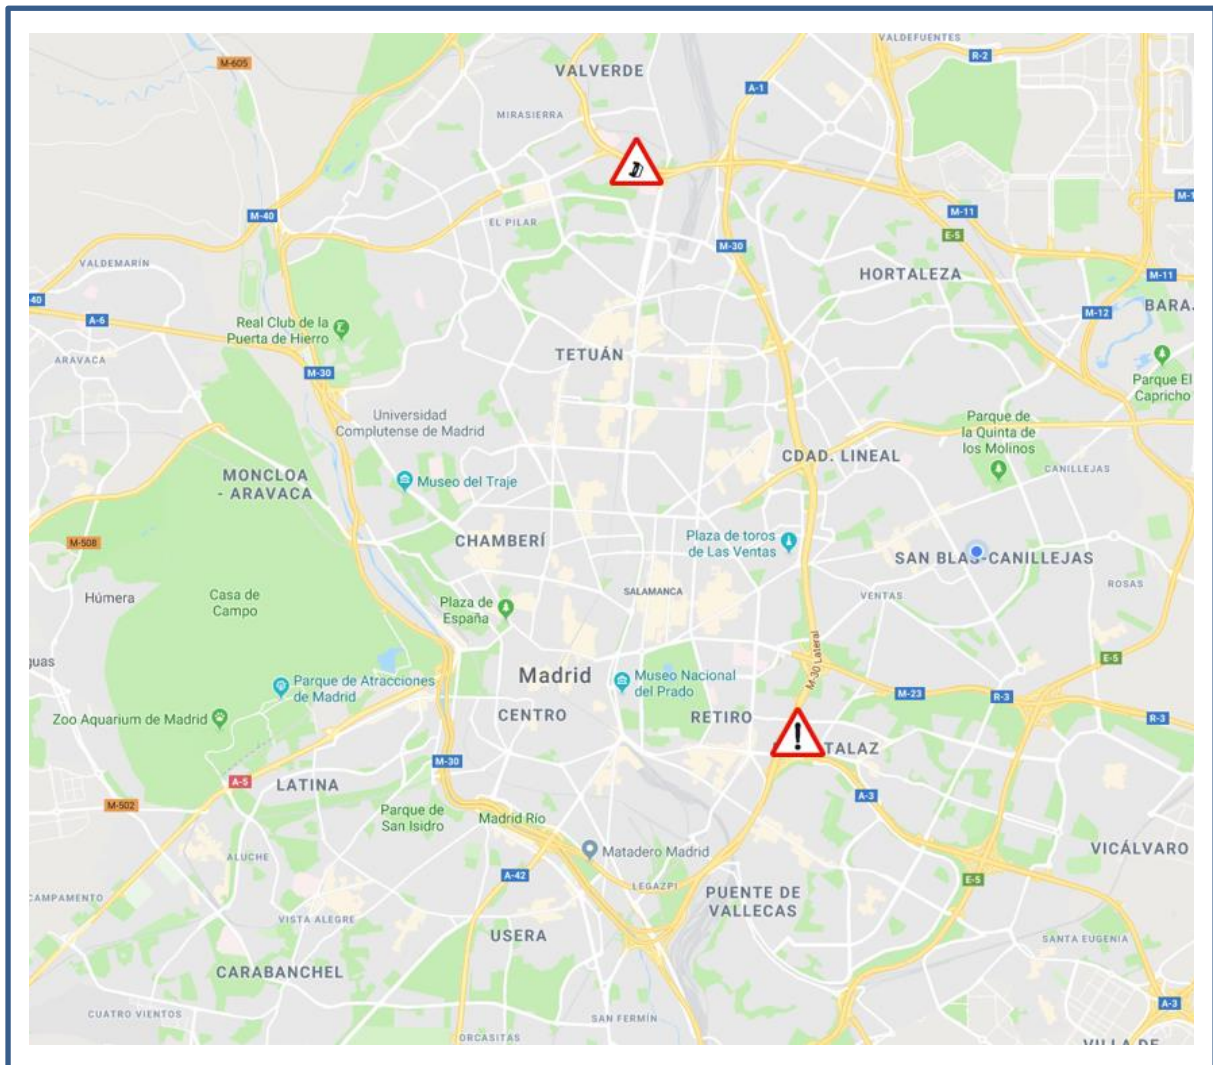 VALDEFUENTES
R-2
M-605
VALVERDE
A-1
MIRASIERRA
M-40
EL PILAR
M-11
E-5
M-30
VALDEMARÍN
HORTALEZA
M-11
40
M-12
BARA
A-6
Real Club de la
Puerta de Hierro
ARAVACA
TETUÁN
M-30
Parque El
Capricho
Universidad
Complutense de Madrid
Parque de
la Quinta de
los Molinos
CDAD. LINEAL
CANILLEJAS
MONCLOA
- ARAVACA
Museo del Traje
M-508
CHAMBERÍ
Plaza de toros
de Las Ventas
SAN BLAS-CANILLEJAS
ROSAS
Húmera
Casa de
Campo
Plaza de
España
SALAMANCA
VENTAS
guas
M-30 Lateral
E-5
Parque de Atracciones
de Madrid
Madrid
Museo Nacional
del Prado
M-23
R-3
R-3
Zoo Aquarium de Madrid
CENTRO
RETIRO
!
TALAZ
M-30
A-5
LATINA
A-3
M-502
Parque de
San Isidro
Madrid Río
Matadero Madrid
VICÁLVARO
ALUCHE
A-42
LEGAZPI
E-5
CAMPAMENTO
VISTA ALEGRE
PUENTE DE
VALLECAS
USERA
SANTA EUGENIA
CARABANCHEL
CUATRO VIENTOS
SAN FERMÍN
A-3
ORCASITAS
VILLA DE